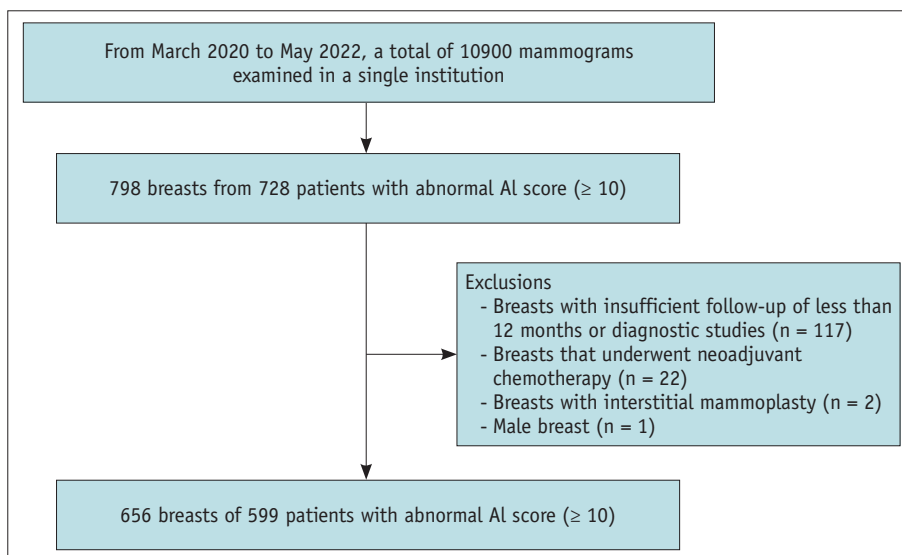 From March 2020 to May 2022, a total of 10900 mammograms
examined in a single institution
798 breasts from 728 patients with abnormal AI score (≥ 10)
Exclusions
- Breasts with insufficient follow-up of less than
12 months or diagnostic studies (n = 117)
- Breasts that underwent neoadjuvant
chemotherapy (n = 22)
- Breasts with interstitial mammoplasty (n = 2)
- Male breast (n = 1)
656 breasts of 599 patients with abnormal AI score (≥ 10)